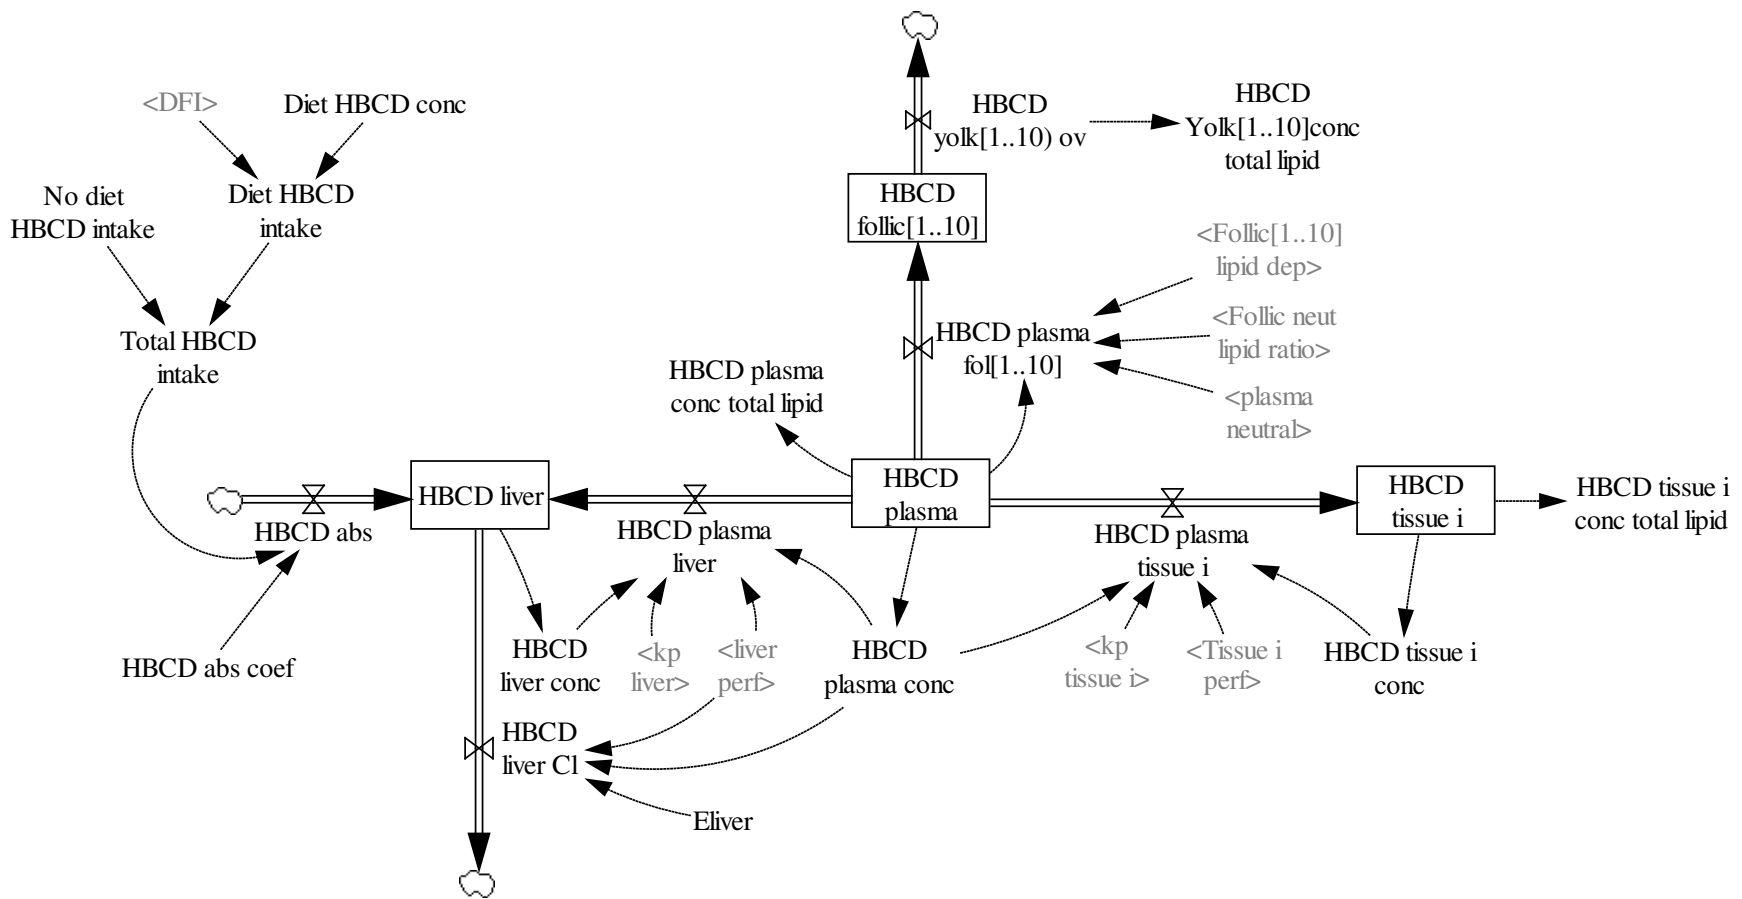 <DFI>
Diet HBCD conc
No diet
HBCD intake
Diet HBCD
intake
Total HBCD
intake
HBCD abs
HBCD abs coef
HBCD liver
HBCD
liver conc
HBCD plasma
liver
<kp
liver>
<liver
perf>
HBCD
liver Cl
Eliver
HBCD plasma
conc total lipid
HBCD
plasma
HBCD
plasma conc
HBCD
yolk[1..10) ov
HBCD
Yolk[1..10]conc
total lipid
HBCD
follic[1..10]
HBCD plasma
fol[1..10]
<Follic[1..10]
lipid dep>
<Follic neut
lipid ratio>
<plasma
neutral>
HBCD plasma
tissue i
<kp
tissue i>
<Tissue i
perf>
HBCD
tissue i
HBCD tissue i
conc
HBCD tissue i
conc total lipid